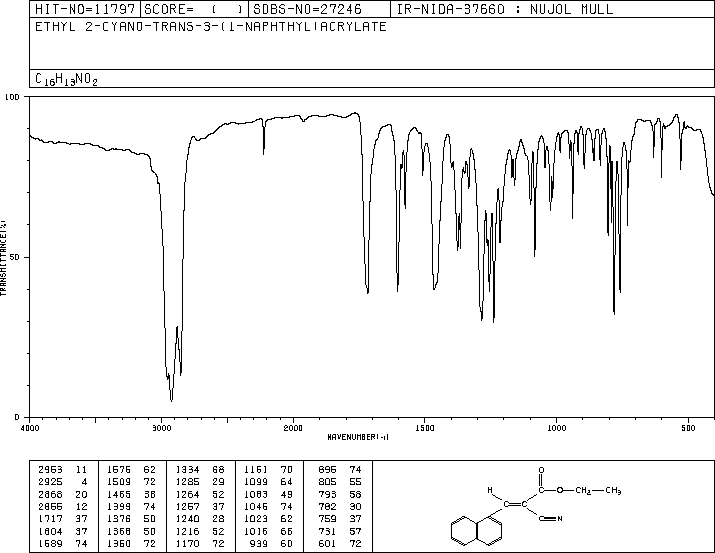 HIT-NO=11797 SCORE= ( ) SDBS-NO=27246 IR-NIDA-37660 : NUJOL MULL
ETHYL 2-CYANO-TRANS-3-(1-NAPHTHYL)ACRYLATE
C16H13NO2
100
50
0
TRANSMITTANCE(%)
4000 3000 2000 1500 1000 500
WAVENUMBER(-1)
2953 11 1576 62 1334 68 1161 70 895 74
2925 4 1509 72 1285 29 1099 64 805 55
2868 20 1465 38 1264 52 1083 49 793 58
2855 12 1399 74 1257 37 1046 74 782 30
1717 37 1376 50 1240 28 1023 62 759 37
1604 37 1368 50 1216 52 1016 66 731 57
1589 74 1350 72 1170 72 939 60 601 72
O
H C O CH2 CH3
C C
C N